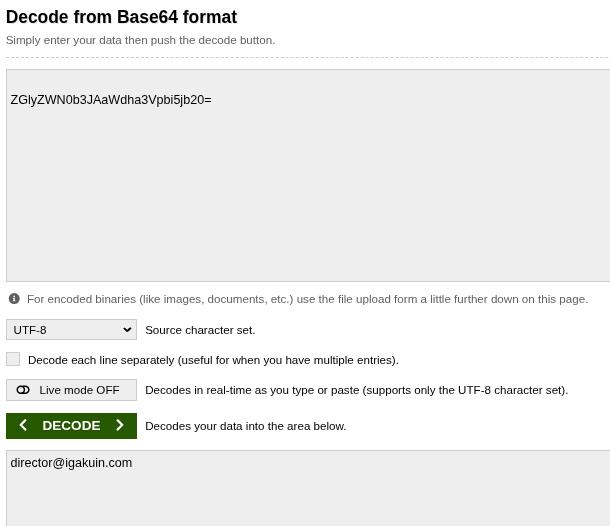 Decode from Base64 format
Simply enter your data then push the decode button.
ZGlyZWN0b3JAaWdha3Vpbi5jb20=
For encoded binaries (like images, documents, etc.) use the file upload form a little further down on this page.
UTF-8 Source character set.
Decode each line separately (useful for when you have multiple entries).
Live mode OFF Decodes in real-time as you type or paste (supports only the UTF-8 character set).
DECODE Decodes your data into the area below.
director@igakuin.com